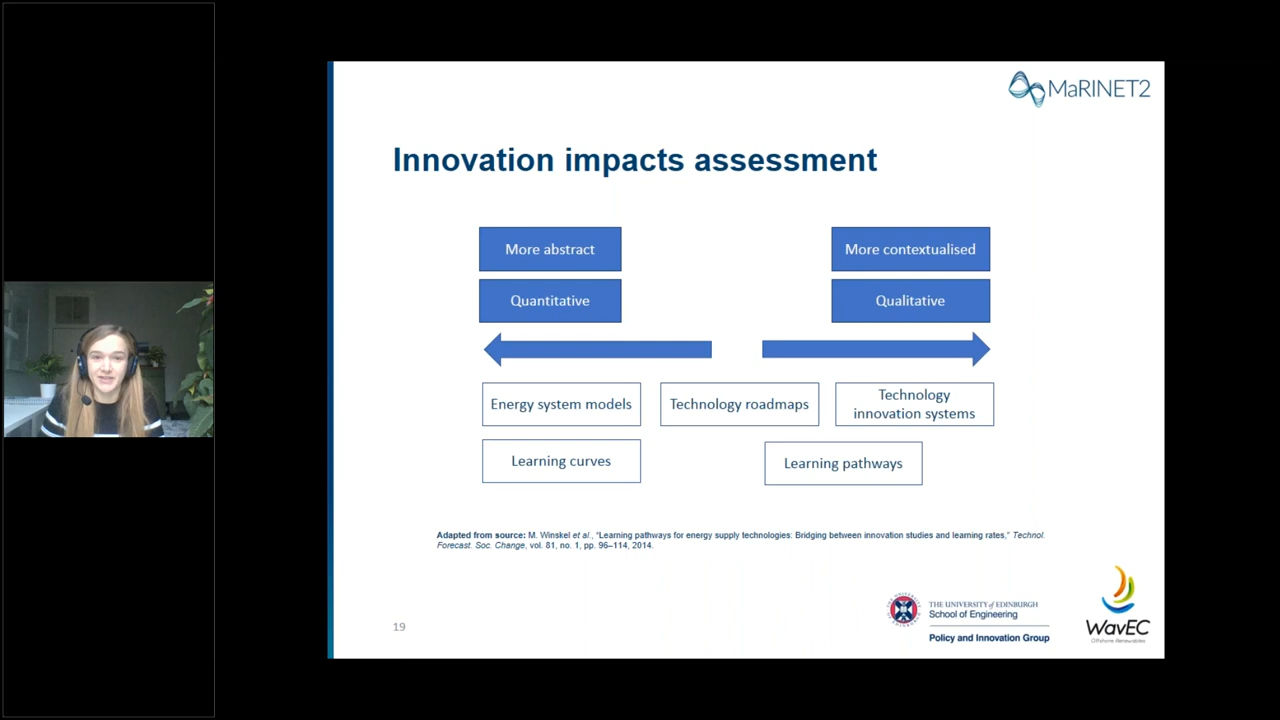 MaRINET2
Innovation impacts assessment
More abstract
More contextualised
Quantitative
Qualitative
Energy system models
Technology roadmaps
Technology
innovation systems
Learning curves
Learning pathways
Adapted from source: M. Winskel et al., “Learning pathways for energy supply technologies: Bridging between innovation studies and learning rates,” Technol.
Forecast. Soc. Change, vol. 81, no. 1, pp. 96–114, 2014.
THE UNIVERSITY of EDINBURGH
School of Engineering
Policy and Innovation Group
WavEC
Offshore Renewables
19